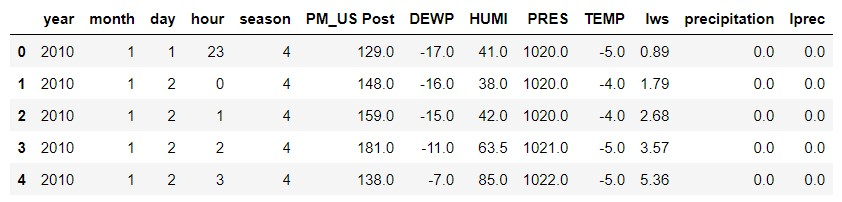 year month day hour season PM_US Post DEWP HUMI PRES TEMP Iws precipitation Iprec
0 2010 1 1 23 4 129.0 -17.0 41.0 1020.0 -5.0 0.89 0.0 0.0
1 2010 1 2 0 4 148.0 -16.0 38.0 1020.0 -4.0 1.79 0.0 0.0
2 2010 1 2 1 4 159.0 -15.0 42.0 1020.0 -4.0 2.68 0.0 0.0
3 2010 1 2 2 4 181.0 -11.0 63.5 1021.0 -5.0 3.57 0.0 0.0
4 2010 1 2 3 4 138.0 -7.0 85.0 1022.0 -5.0 5.36 0.0 0.0